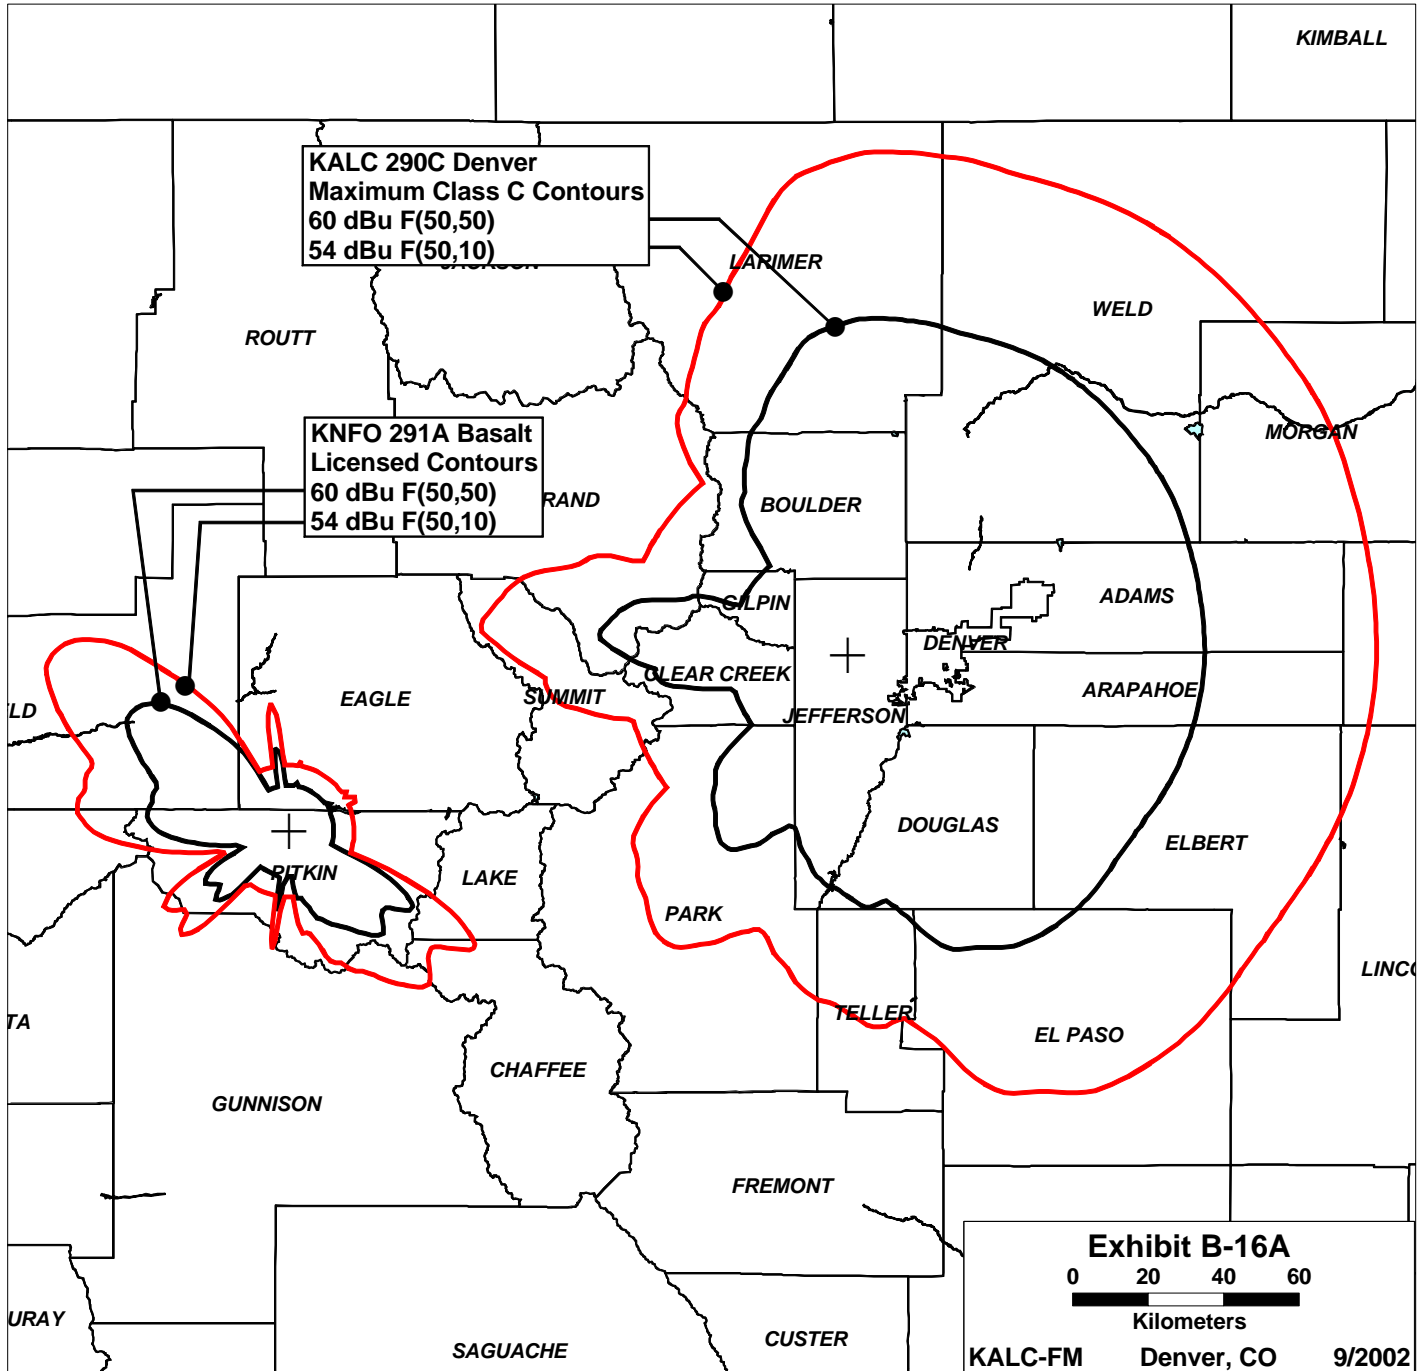 KIMBALL
KALC 290C Denver
Maximum Class C Contours
60 dBu F(50,50)
54 dBu F(50,10)
JACKSON
LARIMER
WELD
ROUTT
KNFO 291A Basalt
Licensed Contours
60 dBu F(50,50)
54 dBu F(50,10)
RAND
MORGAN
BOULDER
GILPIN
ADAMS
DENVER
CLEAR CREEK
EAGLE
SUMMIT
ARAPAHOE
LD
JEFFERSON
DOUGLAS
ELBERT
PITKIN
LAKE
PARK
LINCO
TA
TELLER
EL PASO
CHAFFEE
GUNNISON
FREMONT
URAY
SAGUACHE
CUSTER
Exhibit B-16A
0 20 40 60
Kilometers
KALC-FM Denver, CO 9/2002